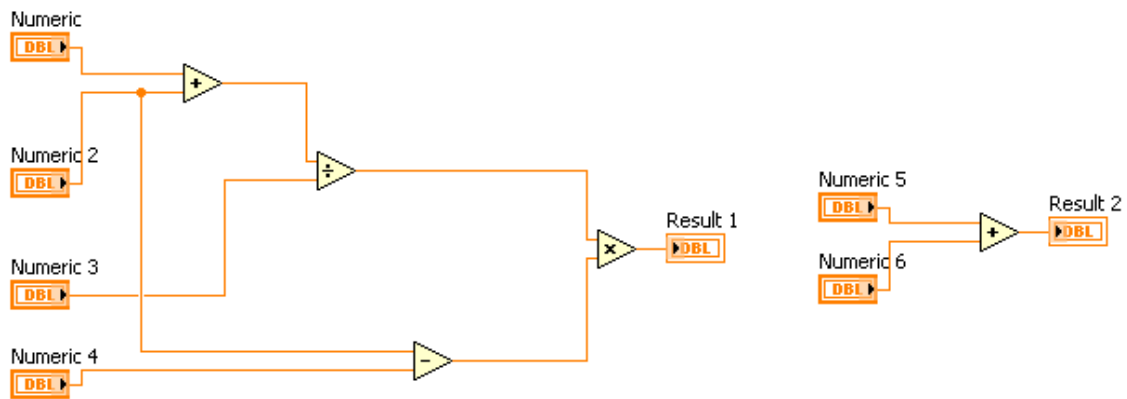 Numeric
DBL
+
Numeric 2
DBL
÷
Numeric 3
DBL
×
Result 1
DBL
Numeric 4
DBL
-
Numeric 5
DBL
Numeric 6
DBL
+
Result 2
DBL